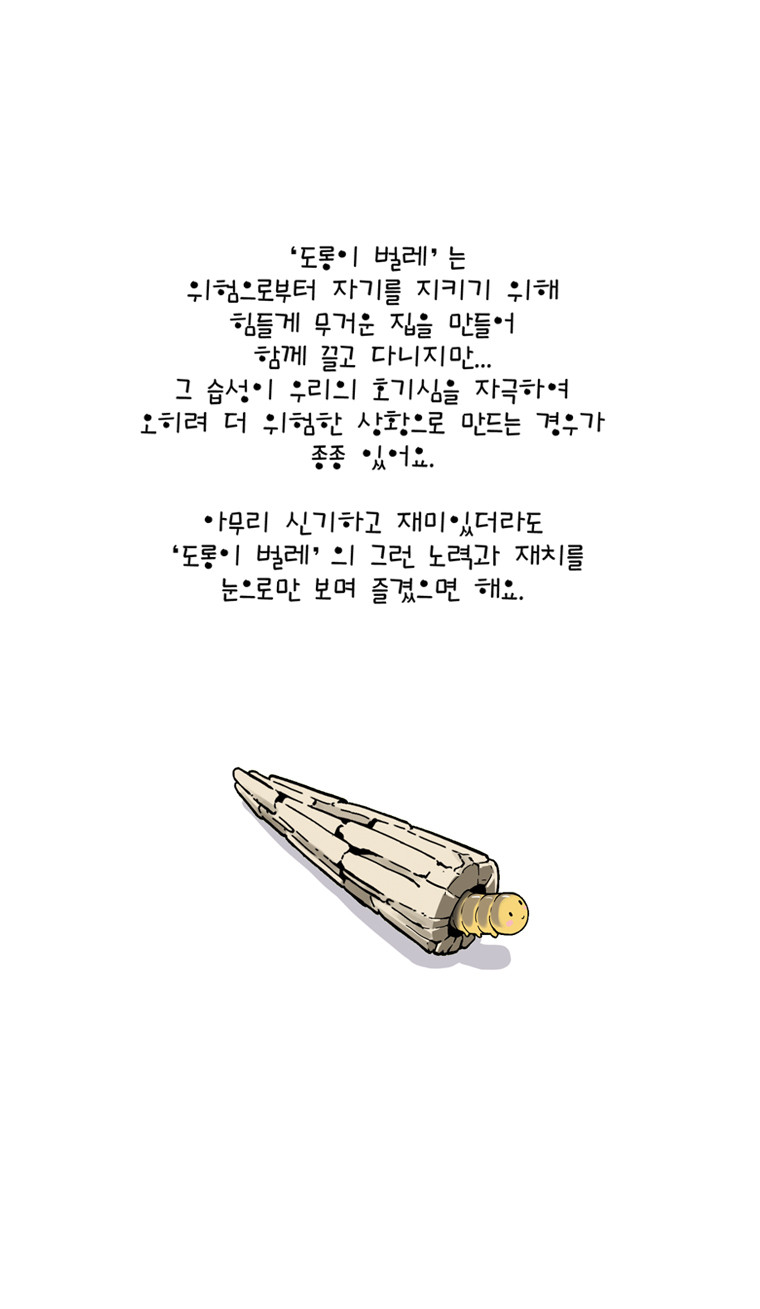 ‘도롱이 벌레’ 는
위험으로부터 자기를 지키기 위해
힘들게 무거운 집을 만들어
함께 끌고 다니지만...
그 습성이 우리의 호기심을 자극하여
오히려 더 위험한 상황으로 만드는 경우가
종종 있어요.
아무리 신기하고 재미있더라도
‘도롱이 벌레’ 의 그런 노력과 재치를
눈으로만 보며 즐겼으면 해요.